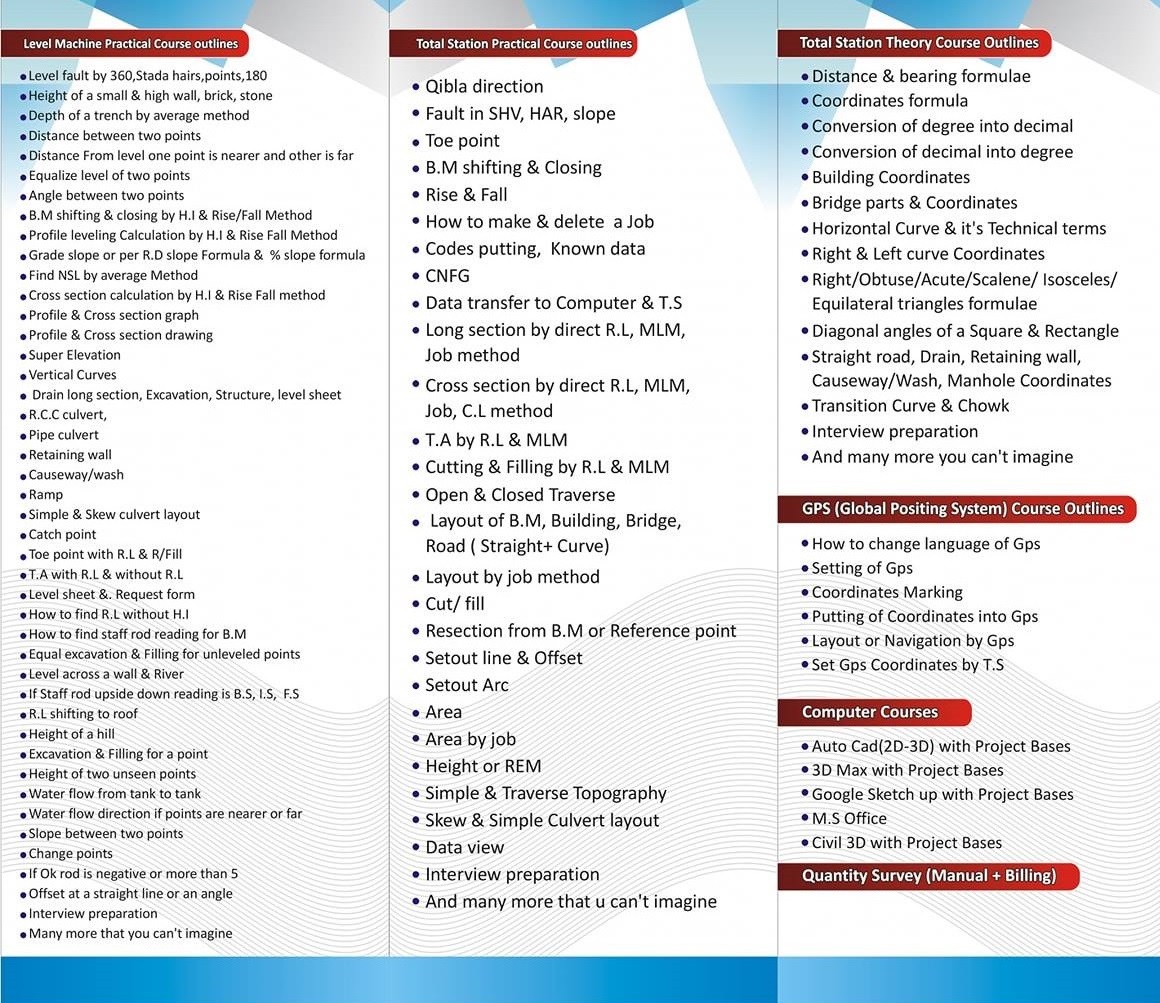 Level Machine Practical Course outlines
Level fault by 360,Stada hairs,points,180
Height of a small & high wall, brick, stone
Depth of a trench by average method
Distance between two points
Distance From level one point is nearer and other is far
Equalize level of two points
Angle between two points
B.M shifting & closing by H.I & Rise/Fall Method
Profile leveling Calculation by H.I & Rise Fall Method
Grade slope or per R.D slope Formula & % slope formula
Find NSL by average Method
Cross section calculation by H.I & Rise Fall method
Profile & Cross section graph
Profile & Cross section drawing
Super Elevation
Vertical Curves
Drain long section, Excavation, Structure, level sheet
R.C.C culvert,
Pipe culvert
Retaining wall
Causeway/wash
Ramp
Simple & Skew culvert layout
Catch point
Toe point with R.L & R/Fill
T.A with R.L & without R.L
Level sheet &. Request form
How to find R.L without H.I
How to find staff rod reading for B.M
Equal excavation & Filling for unleveled points
Level across a wall & River
If Staff rod upside down reading is B.S, I.S, F.S
R.L shifting to roof
Height of a hill
Excavation & Filling for a point
Height of two unseen points
Water flow from tank to tank
Water flow direction if points are nearer or far
Slope between two points
Change points
If Ok rod is negative or more than 5
Offset at a straight line or an angle
Interview preparation
Many more that you can't imagine
Total Station Practical Course outlines
Qibla direction
Fault in SHV, HAR, slope
Toe point
B.M shifting & Closing
Rise & Fall
How to make & delete a Job
Codes putting, Known data
CNFG
Data transfer to Computer & T.S
Long section by direct R.L, MLM,
Job method
Cross section by direct R.L, MLM,
Job, C.L method
T.A by R.L & MLM
Cutting & Filling by R.L & MLM
Open & Closed Traverse
Layout of B.M, Building, Bridge,
Road ( Straight+ Curve)
Layout by job method
Cut/ fill
Resection from B.M or Reference point
Setout line & Offset
Setout Arc
Area
Area by job
Height or REM
Simple & Traverse Topography
Skew & Simple Culvert layout
Data view
Interview preparation
And many more that u can't imagine
Total Station Theory Course Outlines
Distance & bearing formulae
Coordinates formula
Conversion of degree into decimal
Conversion of decimal into degree
Building Coordinates
Bridge parts & Coordinates
Horizontal Curve & it's Technical terms
Right & Left curve Coordinates
Right/Obtuse/Acute/Scalene/ Isosceles/
Equilateral triangles formulae
Diagonal angles of a Square & Rectangle
Straight road, Drain, Retaining wall,
Causeway/Wash, Manhole Coordinates
Transition Curve & Chowk
Interview preparation
And many more you can't imagine
GPS (Global Positing System) Course Outlines
How to change language of Gps
Setting of Gps
Coordinates Marking
Putting of Coordinates into Gps
Layout or Navigation by Gps
Set Gps Coordinates by T.S
Computer Courses
Auto Cad(2D-3D) with Project Bases
3D Max with Project Bases
Google Sketch up with Project Bases
M.S Office
Civil 3D with Project Bases
Quantity Survey (Manual + Billing)